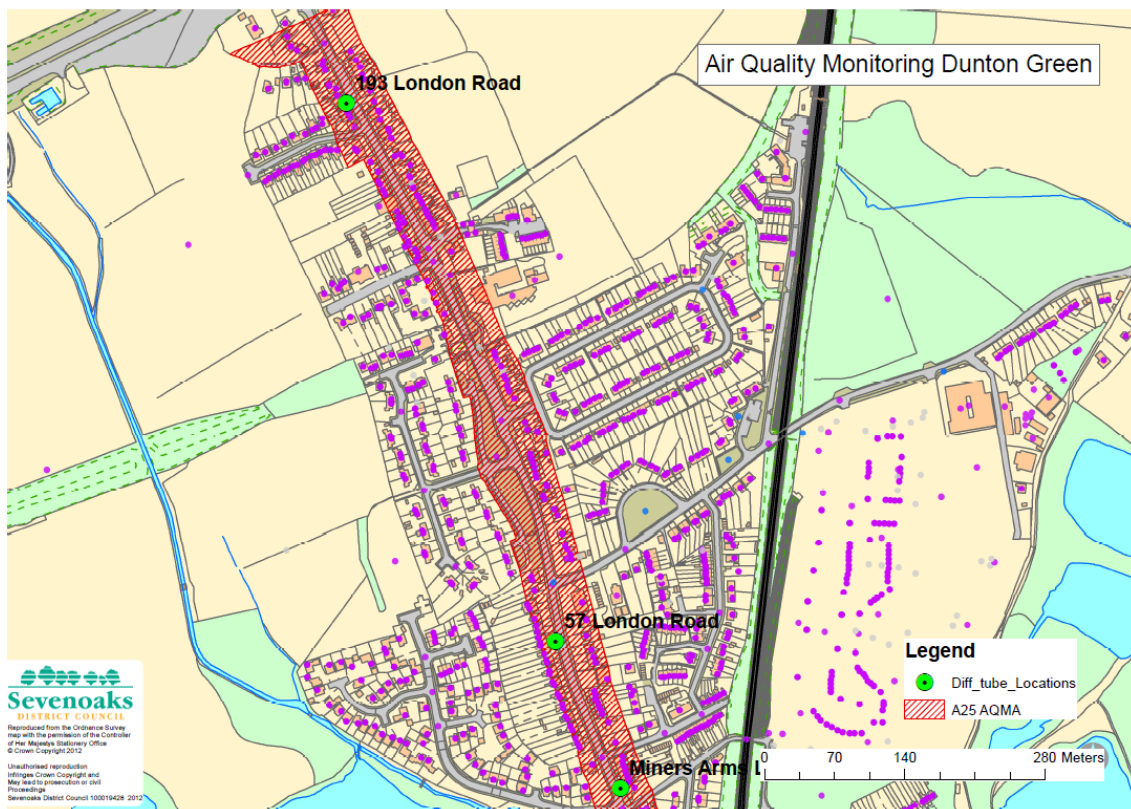 Air Quality Monitoring Dunton Green
193 London Road
57 London Road
Miners Arms
Legend
Diff_tube_Locations
A25 AQMA
0 70 140 280 Meters
Sevenoaks
DISTRICT COUNCIL
Reproduced from the Ordnance Survey
map with the permission of the Controller
of Her Majestys Stationery Office
© Crown Copyright 2012
Unauthorised reproduction
Infringes Crown Copyright and
May lead to prosecution or civil
Proceedings
Sevenoaks District Council 100019428 2012